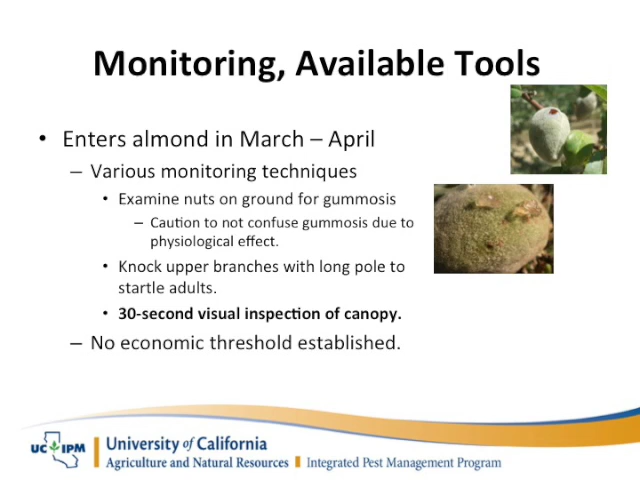 Monitoring, Available Tools
• Enters almond in March – April
– Various monitoring techniques
• Examine nuts on ground for gummosis
– Caution to not confuse gummosis due to
physiological effect.
• Knock upper branches with long pole to
startle adults.
• 30-second visual inspection of canopy.
– No economic threshold established.
UC IPM
University of California
Agriculture and Natural Resources | Integrated Pest Management Program